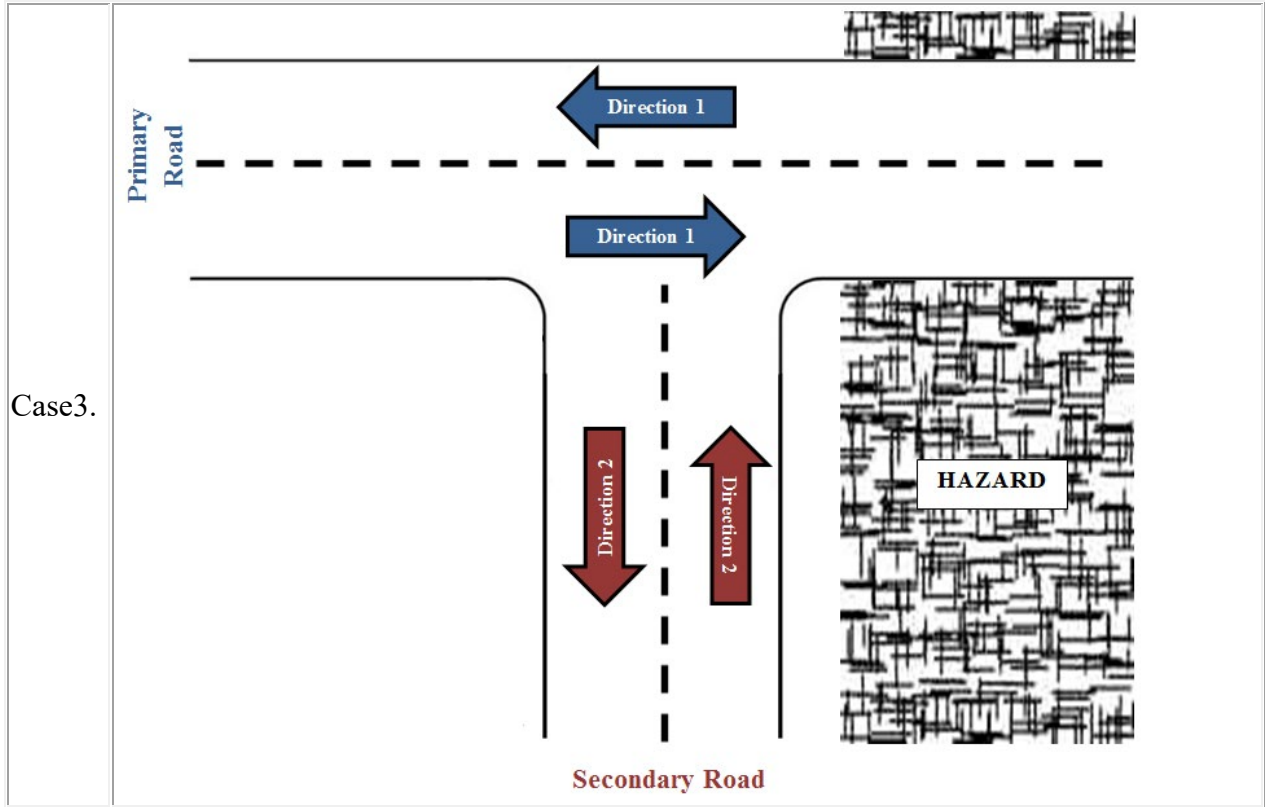 Case3.
Primary
Road
Direction 1
Direction 1
Direction 2
Direction 2
HAZARD
Secondary Road